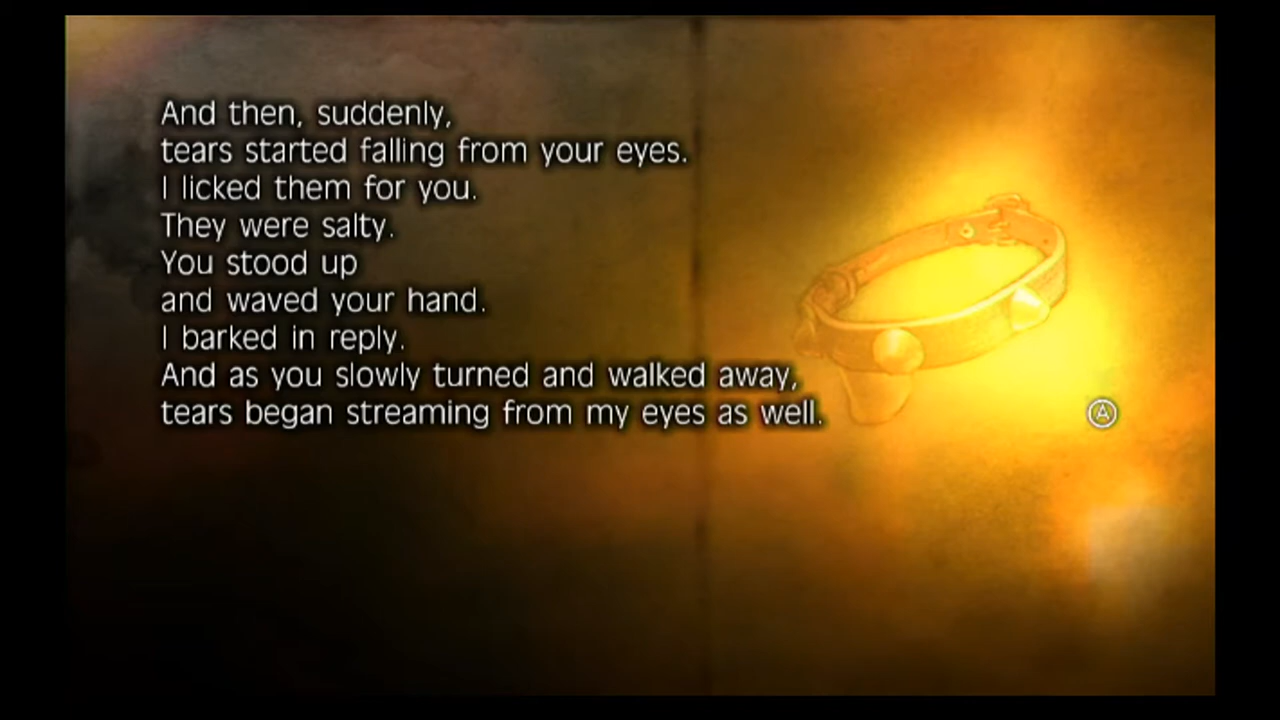 And then, suddenly,
tears started falling from your eyes.
I licked them for you.
They were salty.
You stood up
and waved your hand.
I barked in reply.
And as you slowly turned and walked away,
tears began streaming from my eyes as well.
A